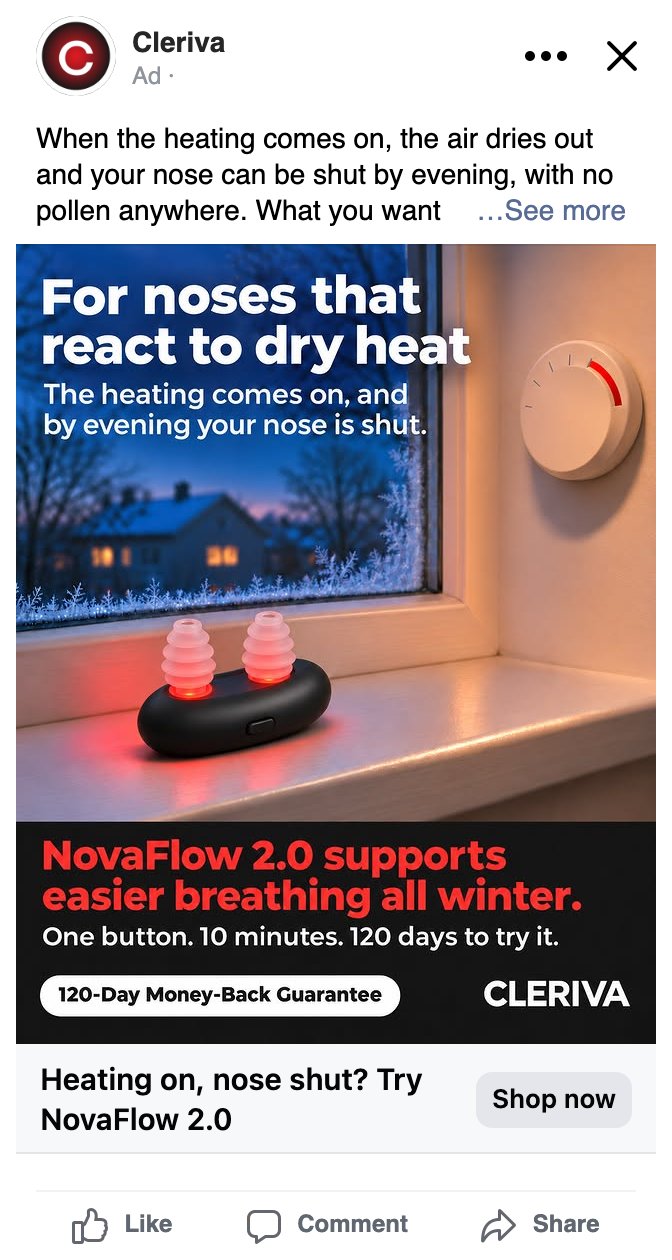 C
Cleriva
Ad ·
When the heating comes on, the air dries out
and your nose can be shut by evening, with no
pollen anywhere. What you want ...See more
For noses that
react to dry heat
The heating comes on, and
by evening your nose is shut.
NovaFlow 2.0 supports
easier breathing all winter.
One button. 10 minutes. 120 days to try it.
120-Day Money-Back Guarantee
CLERIVA
Heating on, nose shut? Try
NovaFlow 2.0
Shop now
Like
Comment
Share